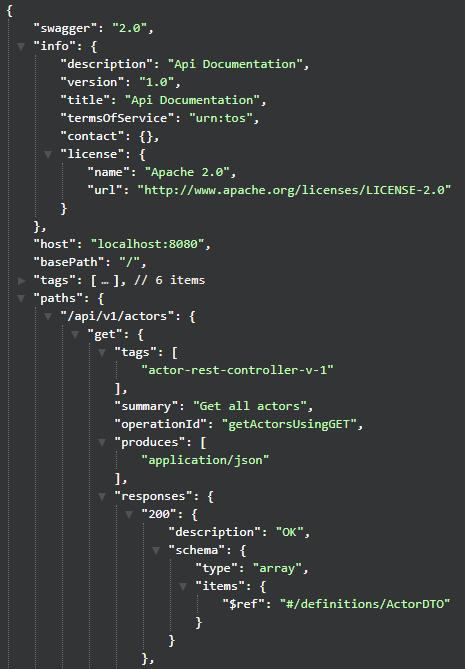 {
"swagger": "2.0",
"info": {
"description": "Api Documentation",
"version": "1.0",
"title": "Api Documentation",
"termsOfService": "urn:tos",
"contact": {},
"license": {
"name": "Apache 2.0",
"url": "http://www.apache.org/licenses/LICENSE-2.0"
}
},
"host": "localhost:8080",
"basePath": "/",
"tags": [ … ], // 6 items
"paths": {
"/api/v1/actors": {
"get": {
"tags": [
"actor-rest-controller-v-1"
],
"summary": "Get all actors",
"operationId": "getActorsUsingGET",
"produces": [
"application/json"
],
"responses": {
"200": {
"description": "OK",
"schema": {
"type": "array",
"items": {
"$ref": "#/definitions/ActorDTO"
}
}
},